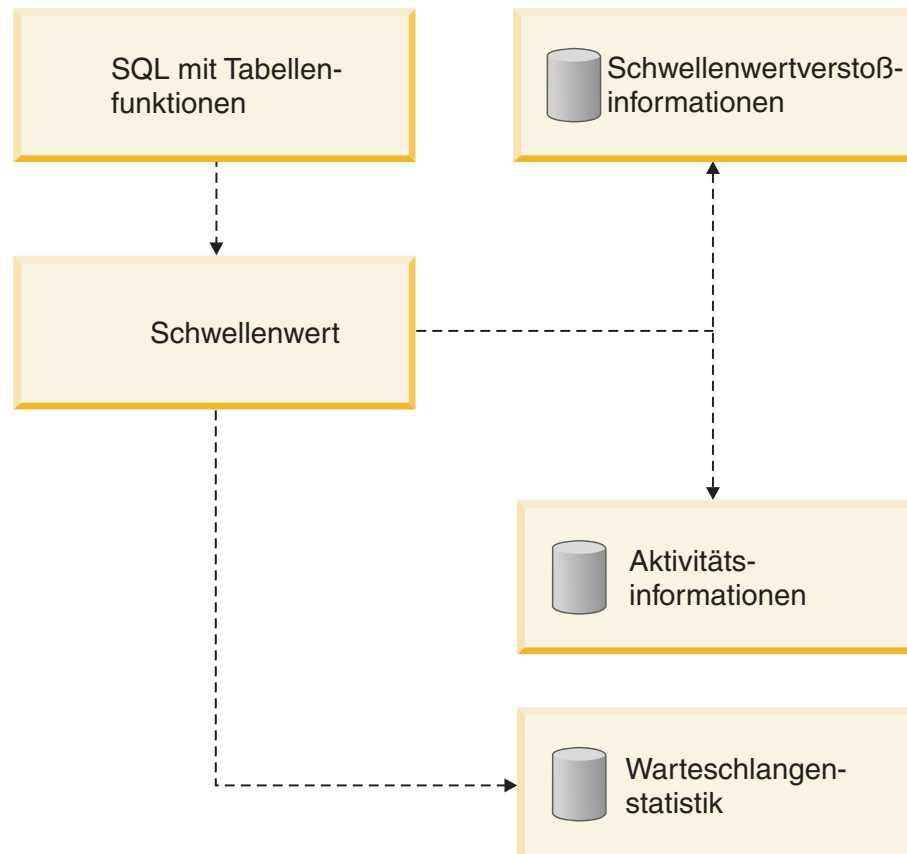 SQL mit Tabellen-
funktionen
Schwellenwertverstoß-
informationen
Schwellenwert
Aktivitäts-
informationen
Warteschlangen-
statistik